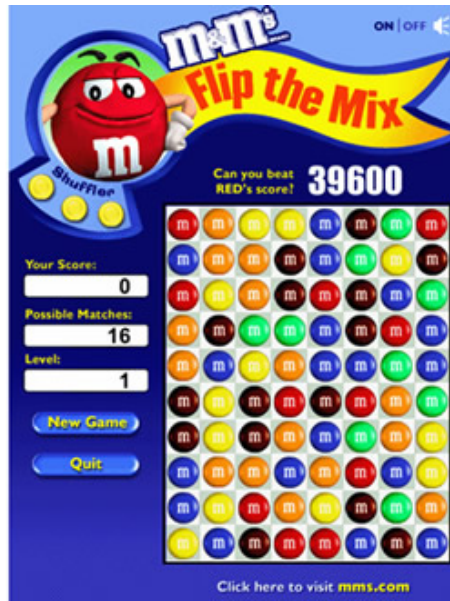 ON | OFF
m&m's
Flip the Mix
m
Shuffler
Can you beat
RED's score?
39600
Your Score:
0
Possible Matches:
16
Level:
1
New Game
Quit
Click here to visit mms.com